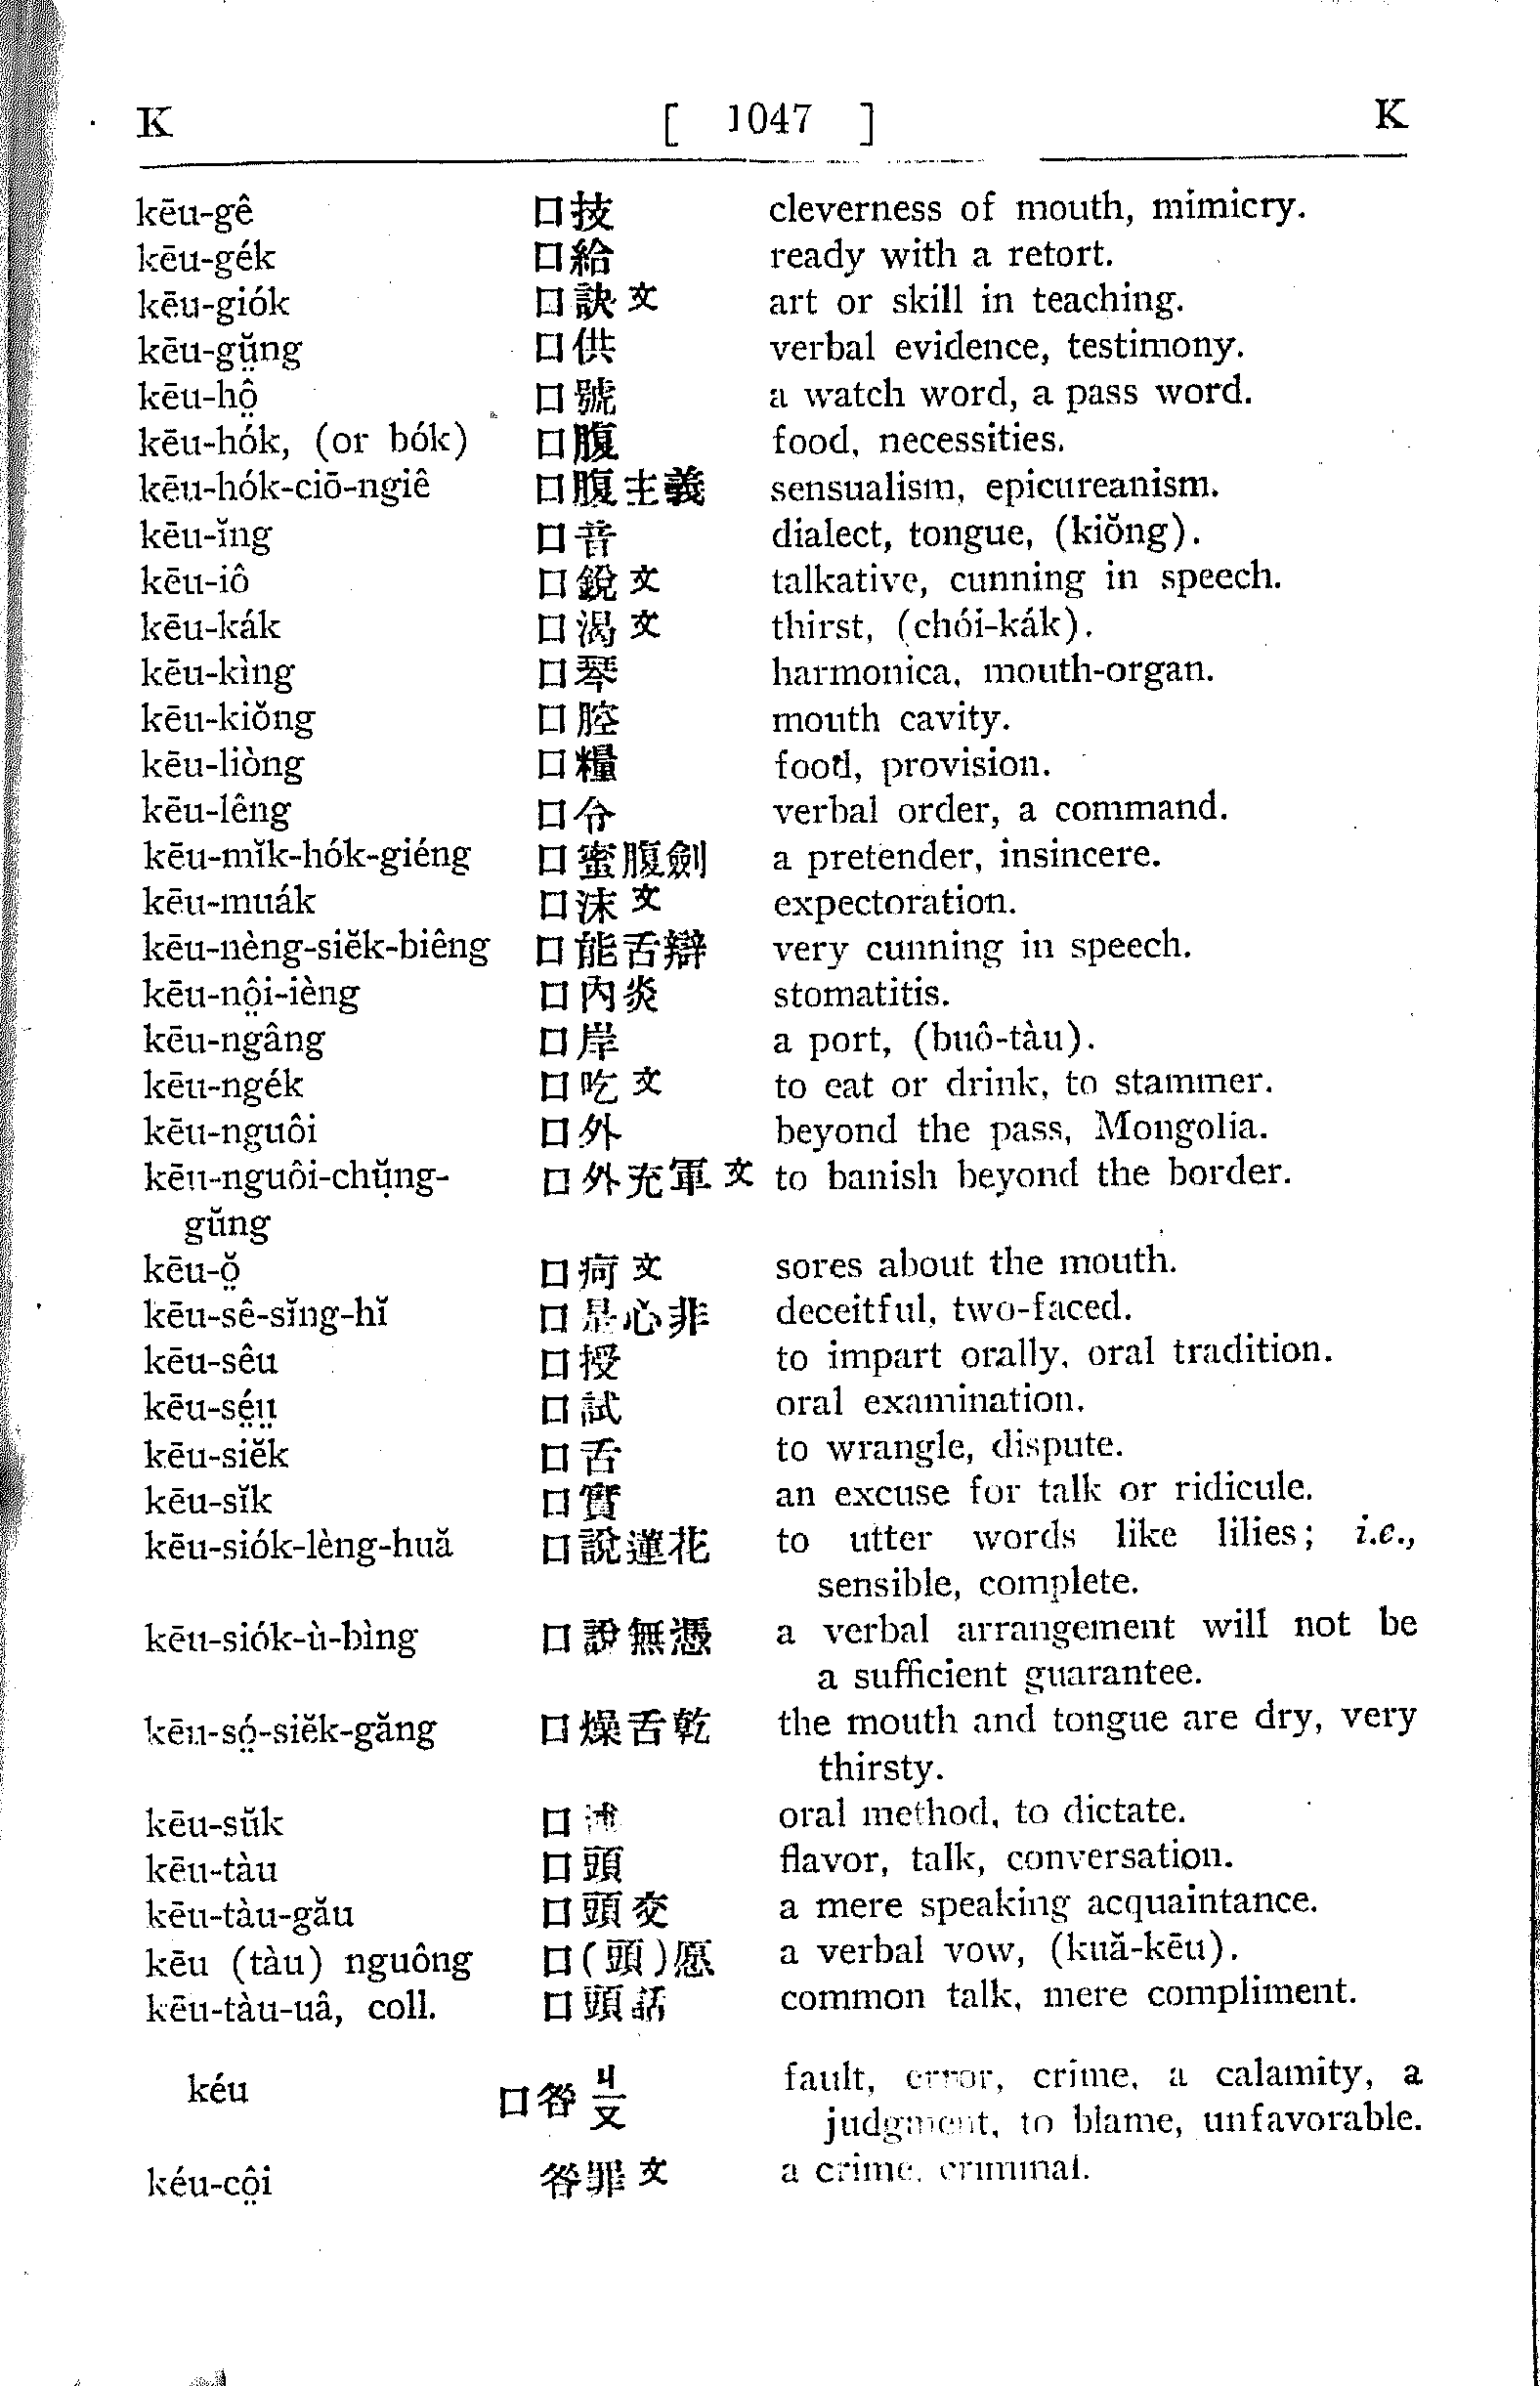 K [ 1047 ] K
kēu-gê 口技 cleverness of mouth, mimicry.
kēu-gék 口給 ready with a retort.
kēu-giók 口訣文 art or skill in teaching.
kēu-gṳ̆ng 口供 verbal evidence, testimony.
kēu-hô̤ 口號 a watch word, a pass word.
kēu-hók, (or bók) 口腹 food, necessities.
kēu-hók-ciō-ngiê 口腹主義 sensualism, epicureanism.
kēu-ĭng 口音 dialect, tongue, (kiŏng).
kēu-iô 口銳文 talkative, cunning in speech.
kēu-kák 口渴文 thirst, (chói-kák).
kēu-kìng 口琴 harmonica, mouth-organ.
kēu-kiŏng 口腔 mouth cavity.
kēu-liòng 口糧 food, provision.
kēu-lêng 口令 verbal order, a command.
kēu-mĭk-hók-giéng 口蜜腹劍 a pretender, insincere.
kēu-muák 口沫文 expectoration.
kēu-nèng-siĕk-biêng 口能舌辯 very cunning in speech.
kēu-nô̤i-ièng 口內炎 stomatitis.
kēu-ngâng 口岸 a port, (buô-tàu).
kēu-ngék 口吃文 to eat or drink, to stammer.
kēu-nguôi 口外 beyond the pass, Mongolia.
kēu-nguôi-chṳ̆ng- 口外充軍文 to banish beyond the border.
gŭng
kēu-ŏ̤ 口疴文 sores about the mouth.
kēu-sê-sĭng-hĭ 口是心非 deceitful, two-faced.
kēu-sêu 口授 to impart orally, oral tradition.
kēu-sé̤ṳ 口試 oral examination.
kēu-siĕk 口舌 to wrangle, dispute.
kēu-sĭk 口實 an excuse for talk or ridicule.
kēu-siók-lèng-huă 口說蓮花 to utter words like lilies; i.e.,
sensible, complete.
kēu-siók-ù-bìng 口說無憑 a verbal arrangement will not be
a sufficient guarantee.
kēu-só̤-siĕk-găng 口燥舌乾 the mouth and tongue are dry, very
thirsty.
kēu-sŭk 口述 oral method, to dictate.
kēu-tàu 口頭 flavor, talk, conversation.
kēu-tàu-gău 口頭交 a mere speaking acquaintance.
kēu (tàu) nguông 口(頭)愿 a verbal vow, (kuă-kēu).
kēu-tàu-uâ, coll. 口頭話 common talk, mere compliment.
kéu 口咎 4/又 fault, error, crime, a calamity, a
judgment, to blame, unfavorable.
kéu-cô̤i 咎罪文 a crime, criminal.